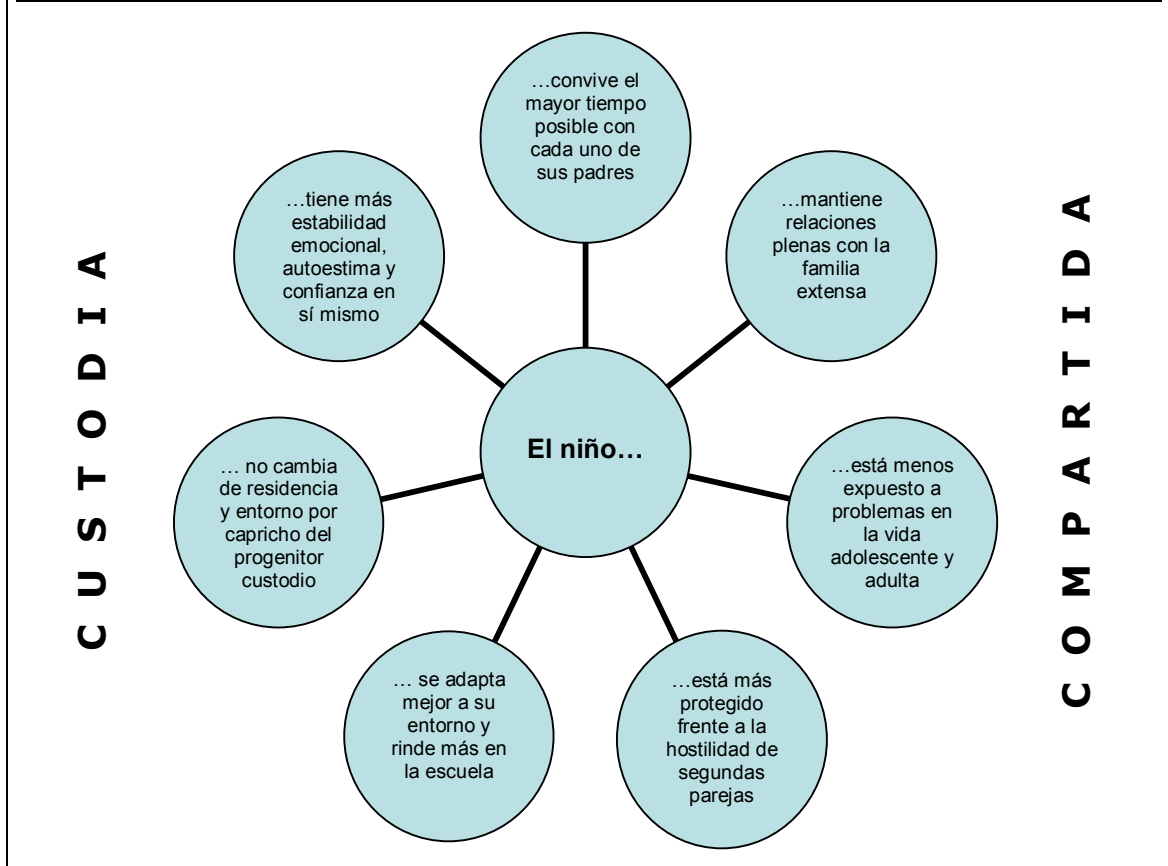 …convive el
mayor tiempo
posible con
cada uno de
sus padres
…mantiene
relaciones
plenas con la
familia
extensa
…está menos
expuesto a
problemas en
la vida
adolescente y
adulta
…está más
protegido
frente a la
hostilidad de
segundas
parejas
… se adapta
mejor a su
entorno y
rinde más en
la escuela
… no cambia
de residencia
y entorno por
capricho del
progenitor
custodio
…tiene más
estabilidad
emocional,
autoestima y
confianza en
sí mismo
El niño…
CUSTODIA
COMPARTIDA